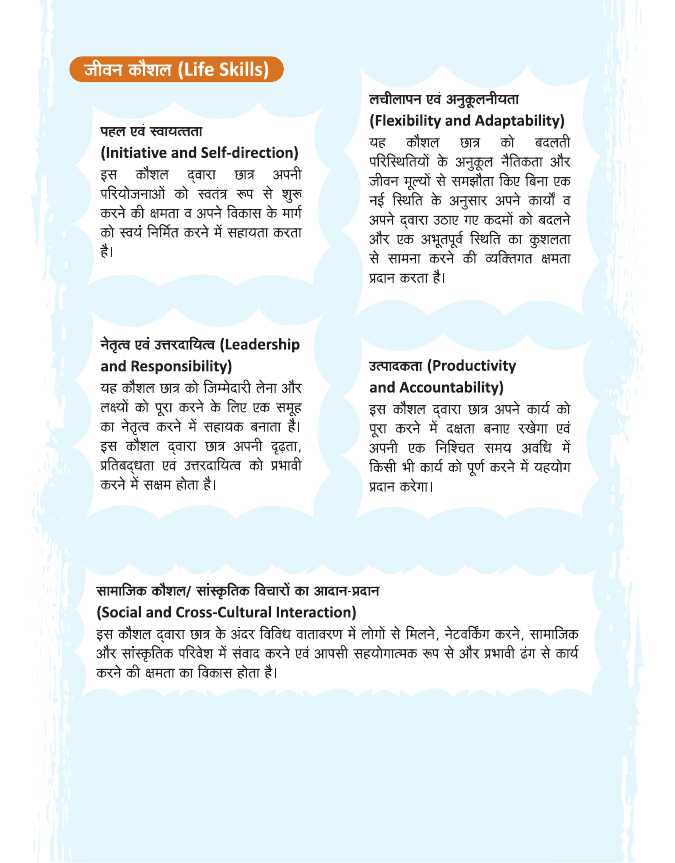 जीवन कौशल (Life Skills)
पहल एवं स्वायत्तता
(Initiative and Self-direction)
इस कौशल द्वारा छात्र अपनी
परियोजनाओं को स्वतंत्र रूप से शुरू
करने की क्षमता व अपने विकास के मार्ग
को स्वयं निर्मित करने में सहायता करता
है।
लचीलापन एवं अनुकूलनीयता
(Flexibility and Adaptability)
यह कौशल छात्र को बदलती
परिस्थितियों के अनुकूल नैतिकता और
जीवन मूल्यों से समझौता किए बिना एक
नई स्थिति के अनुसार अपने कार्यों व
अपने द्वारा उठाए गए कदमों को बदलने
और एक अभूतपूर्व स्थिति का कुशलता
से सामना करने की व्यक्तिगत क्षमता
प्रदान करता है।
नेतृत्व एवं उत्तरदायित्व (Leadership
and Responsibility)
यह कौशल छात्र को जिम्मेदारी लेना और
लक्ष्यों को पूरा करने के लिए एक समूह
का नेतृत्व करने में सहायक बनाता है।
इस कौशल द्वारा छात्र अपनी दृढ़ता,
प्रतिबद्धता एवं उत्तरदायित्व को प्रभावी
करने में सक्षम होता है।
उत्पादकता (Productivity
and Accountability)
इस कौशल द्वारा छात्र अपने कार्य को
पूरा करने में दक्षता बनाए रखेगा एवं
अपनी एक निश्चित समय अवधि में
किसी भी कार्य को पूर्ण करने में यहयोग
प्रदान करेगा।
सामाजिक कौशल/ सांस्कृतिक विचारों का आदान-प्रदान
(Social and Cross-Cultural Interaction)
इस कौशल द्वारा छात्र के अंदर विविध वातावरण में लोगों से मिलने, नेटवर्किंग करने, सामाजिक
और सांस्कृतिक परिवेश में संवाद करने एवं आपसी सहयोगात्मक रूप से और प्रभावी ढंग से कार्य
करने की क्षमता का विकास होता है।